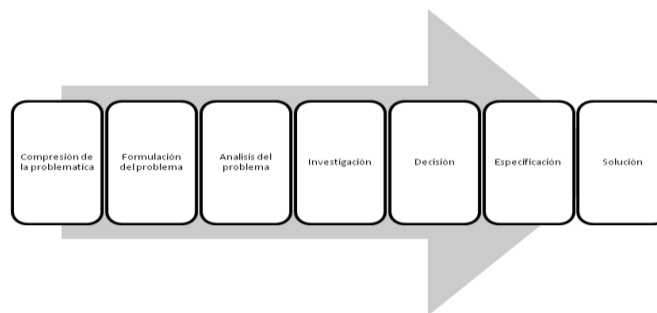 Compresión de
la problematica
Formulación
del problema
Analisis del
problema
Investigación
Decisión
Especificación
Solución